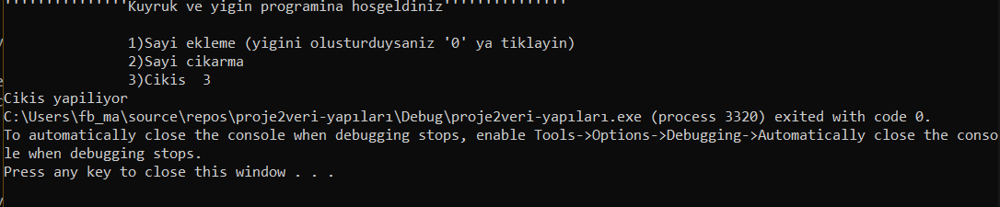 '''''''''''''''Kuyruk ve yigin programina hosgeldiniz'''''''''''''''
1)Sayi ekleme (yigini olusturduysaniz '0' ya tiklayin)
2)Sayi cikarma
3)Cikis  3
Cikis yapiliyor
C:\Users\fb_ma\source\repos\proje2veri-yapıları\Debug\proje2veri-yapıları.exe (process 3320) exited with code 0.
To automatically close the console when debugging stops, enable Tools->Options->Debugging->Automatically close the conso
le when debugging stops.
Press any key to close this window . . .